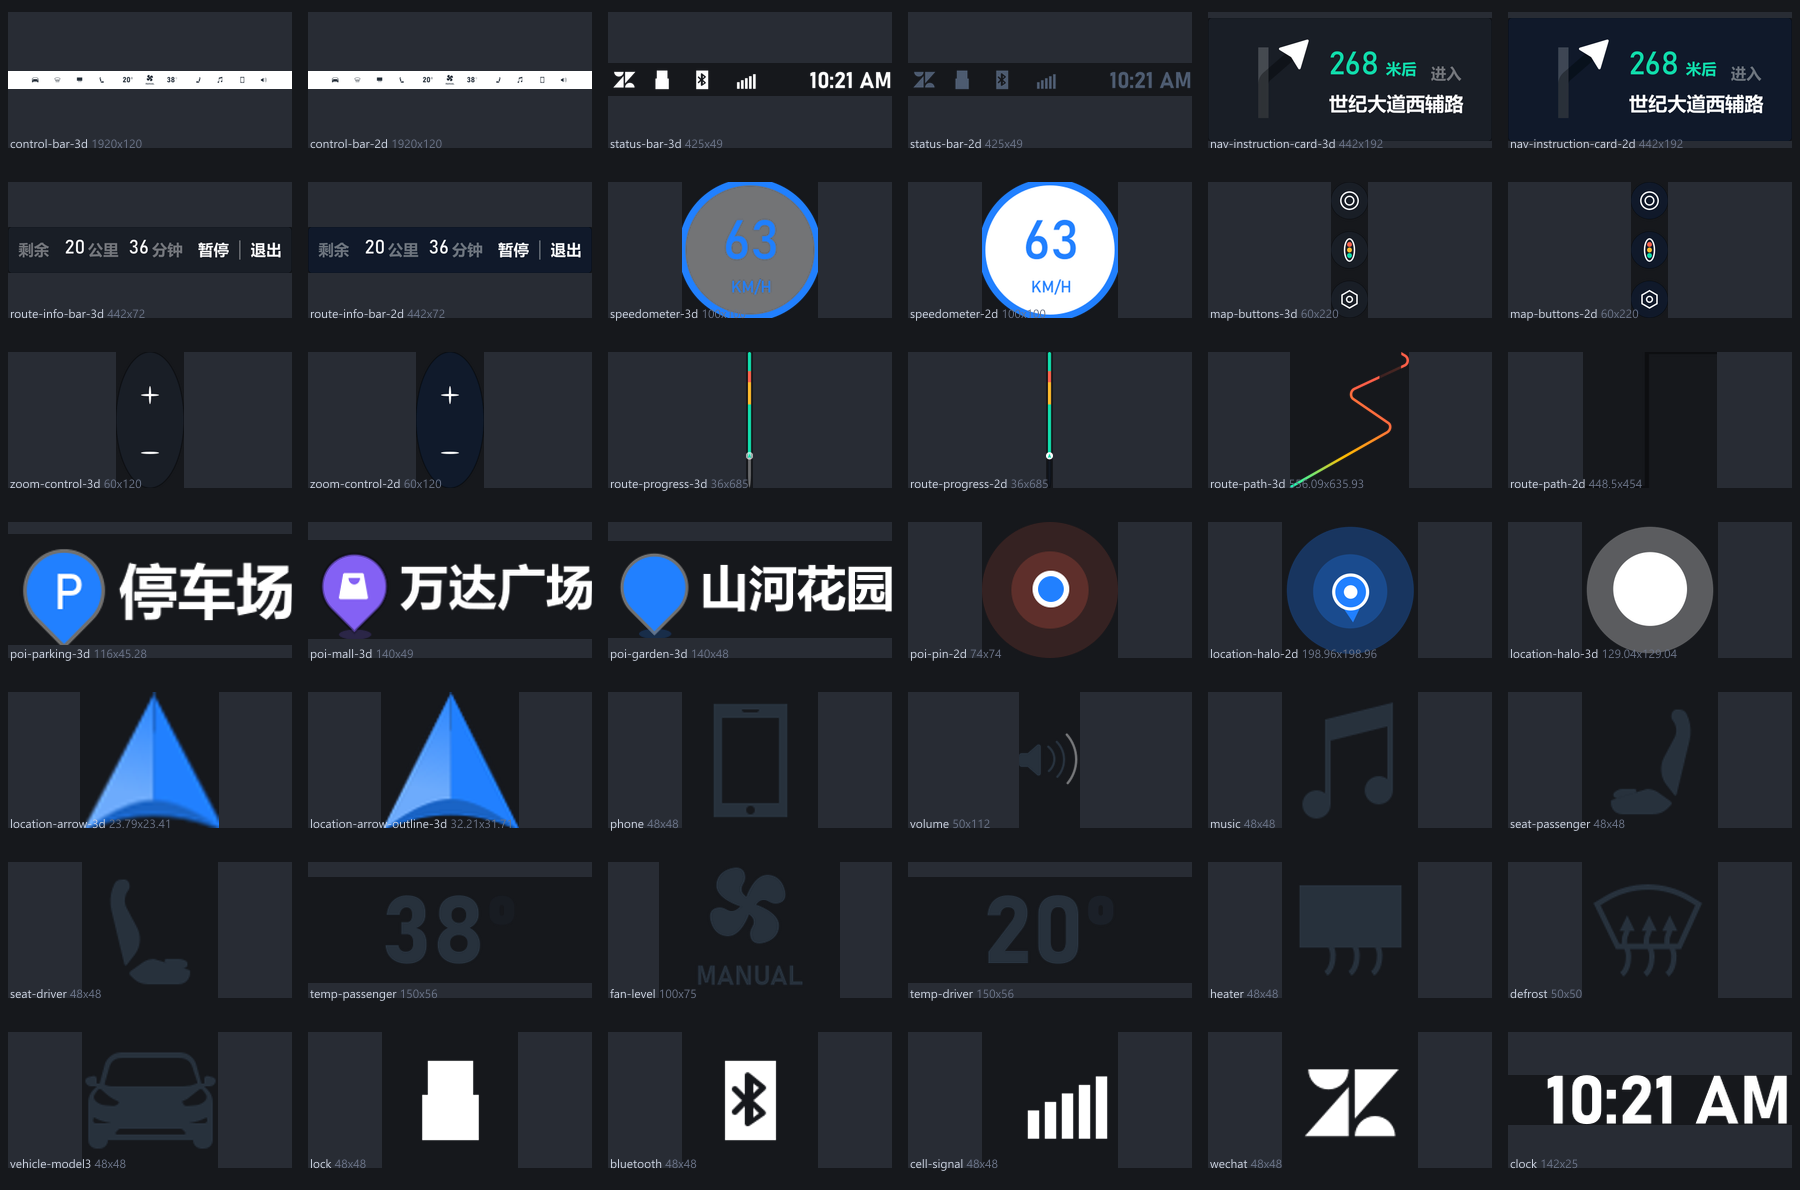 20° 38°
control-bar-3d 1920x120
20° 38°
control-bar-2d 1920x120
10:21 AM
status-bar-3d 425x49
10:21 AM
status-bar-2d 425x49
268 米后 进入
世纪大道西辅路
nav-instruction-card-3d 442x192
268 米后 进入
世纪大道西辅路
nav-instruction-card-2d 442x192
剩余 20 公里 36 分钟 暂停 退出
route-info-bar-3d 442x72
剩余 20 公里 36 分钟 暂停 退出
route-info-bar-2d 442x72
63
KM/H
speedometer-3d
63
KM/H
speedometer-2d 100x100
map-buttons-3d 60x220
map-buttons-2d 60x220
zoom-control-3d 60x120
zoom-control-2d 60x120
route-progress-3d 36x685
route-progress-2d 36x685
route-path-3d 556.09x635.93
route-path-2d 448.5x454
P 停车场
poi-parking-3d 116x45.28
万达广场
poi-mall-3d 140x49
山河花园
poi-garden-3d 140x48
poi-pin-2d 74x74
location-halo-2d 198.96x198.96
location-halo-3d 129.04x129.04
location-arrow-3d 23.79x23.41
location-arrow-outline-3d
phone 48x48
volume 50x112
music 48x48
seat-passenger 48x48
seat-driver 48x48
38°
temp-passenger 150x56
MANUAL
fan-level 100x75
20°
temp-driver 150x56
heater 48x48
defrost 50x50
vehicle-model3 48x48
lock 48x48
bluetooth 48x48
cell-signal 48x48
wechat 48x48
10:21 AM
clock 142x25